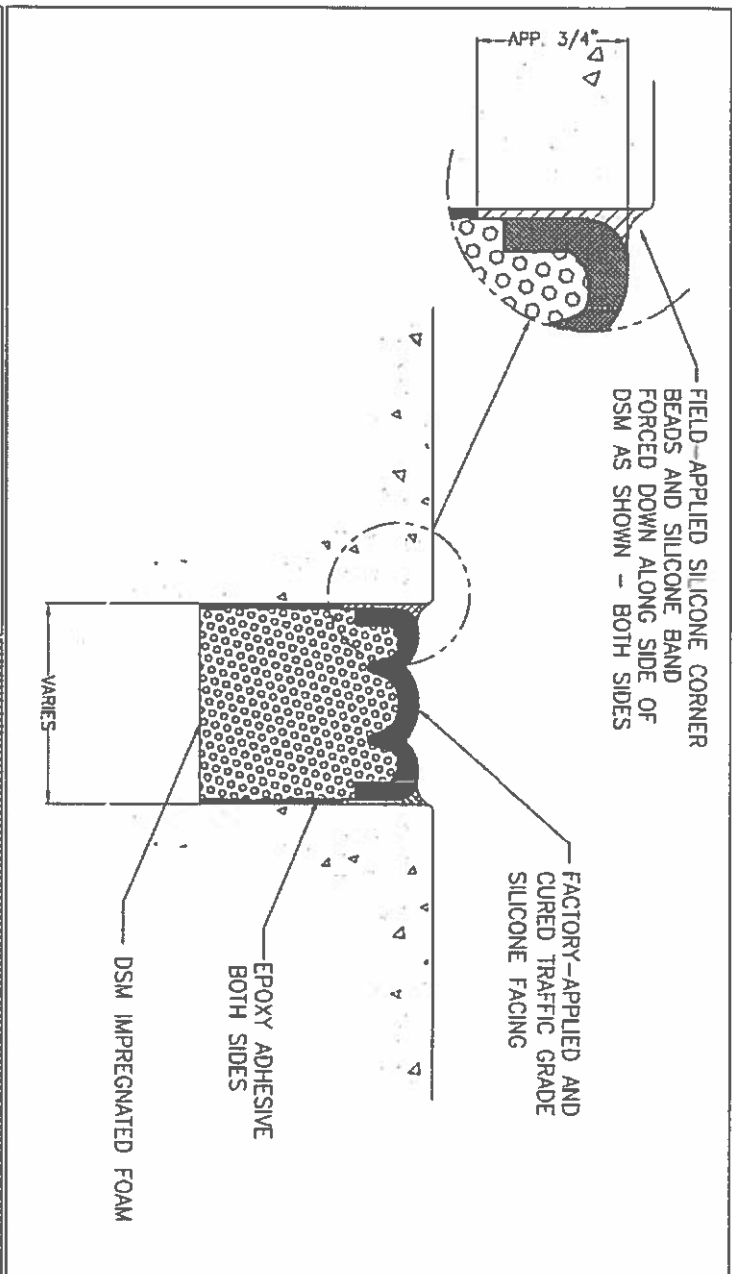 APP. 3/4"
FIELD-APPLIED SILICONE CORNER
BEADS AND SILICONE BAND
FORCED DOWN ALONG SIDE OF
DSM AS SHOWN - BOTH SIDES
FACTORY-APPLIED AND
CURED TRAFFIC GRADE
SILICONE FACING
EPOXY ADHESIVE
BOTH SIDES
DSM IMPREGNATED FOAM
VARIES